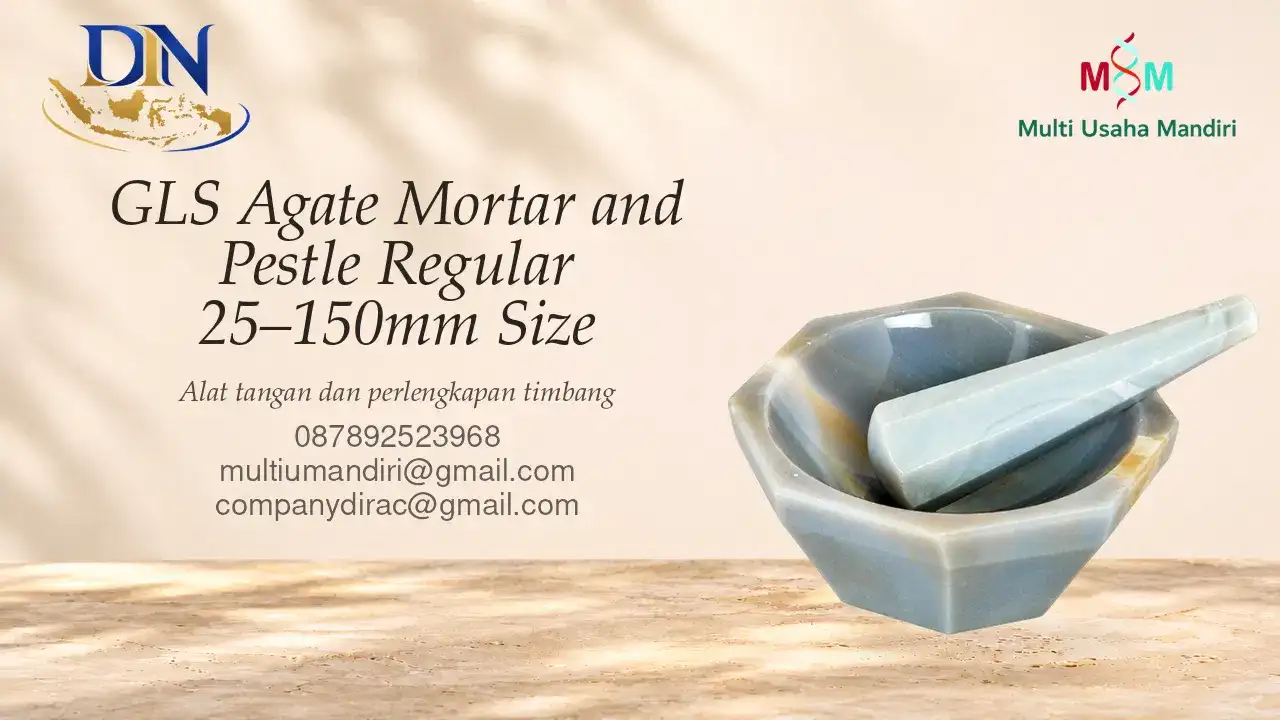 DIN
MSM
Multi Usaha Mandiri
GLS Agate Mortar and
Pestle Regular
25–150mm Size
Alat tangan dan perlengkapan timbang
087892523968
multiumandiri@gmail.com
companydirac@gmail.com